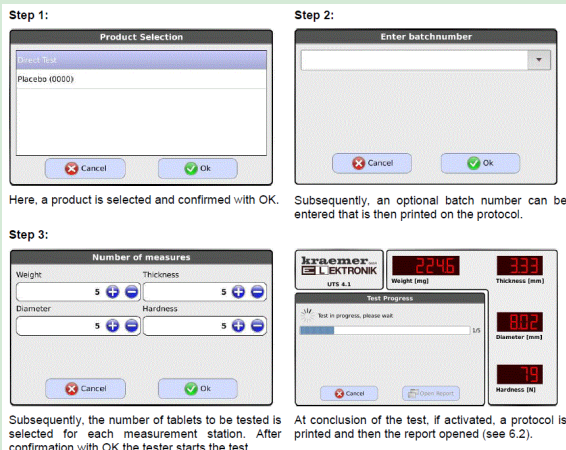 Step 1:
Product Selection
Direct Test
Placebo (0000)
Cancel
Ok
Here, a product is selected and confirmed with OK.
Step 2:
Enter batchnumber
Cancel
Ok
Subsequently, an optional batch number can be
entered that is then printed on the protocol.
Step 3:
Number of measures
Weight
Thickness
5
5
Diameter
Hardness
5
5
Cancel
Ok
Subsequently, the number of tablets to be tested is
selected for each measurement station. After
confirmation with OK the tester starts the test.
kraemer
ELEKTRONIK
UTS 4.1
224.6
Weight [mg]
3.33
Thickness [mm]
Test Progress
Test in progress, please wait
1/5
8.02
Diameter [mm]
Cancel
Open Report
79
Hardness [N]
At conclusion of the test, if activated, a protocol is
printed and then the report opened (see 6.2).